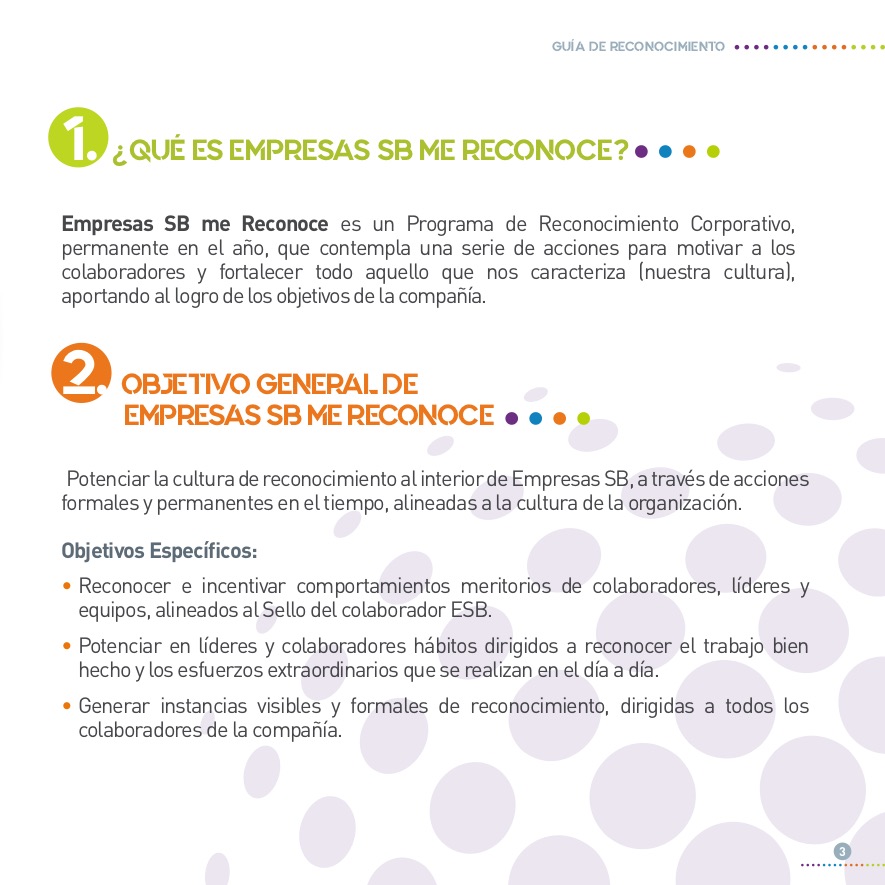 GUÍA DE RECONOCIMIENTO
1. ¿QUÉ ES EMPRESAS SB ME RECONOCE?
Empresas SB me Reconoce es un Programa de Reconocimiento Corporativo,
permanente en el año, que contempla una serie de acciones para motivar a los
colaboradores y fortalecer todo aquello que nos caracteriza (nuestra cultura),
aportando al logro de los objetivos de la compañía.
2. OBJETIVO GENERAL DE
EMPRESAS SB ME RECONOCE
Potenciar la cultura de reconocimiento al interior de Empresas SB, a través de acciones
formales y permanentes en el tiempo, alineadas a la cultura de la organización.
Objetivos Específicos:
• Reconocer e incentivar comportamientos meritorios de colaboradores, líderes y
equipos, alineados al Sello del colaborador ESB.
• Potenciar en líderes y colaboradores hábitos dirigidos a reconocer el trabajo bien
hecho y los esfuerzos extraordinarios que se realizan en el día a día.
• Generar instancias visibles y formales de reconocimiento, dirigidas a todos los
colaboradores de la compañía.
3